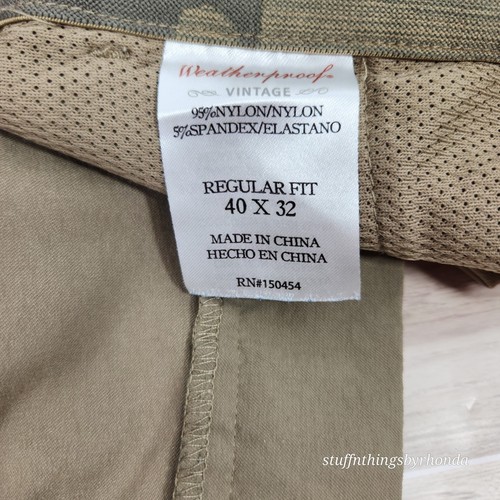 Weatherproof
VINTAGE
95%NYLON/NYLON
5%SPANDEX/ELASTANO
REGULAR FIT
40 X 32
MADE IN CHINA
HECHO EN CHINA
RN#150454
stuffnthingsbyrhonda